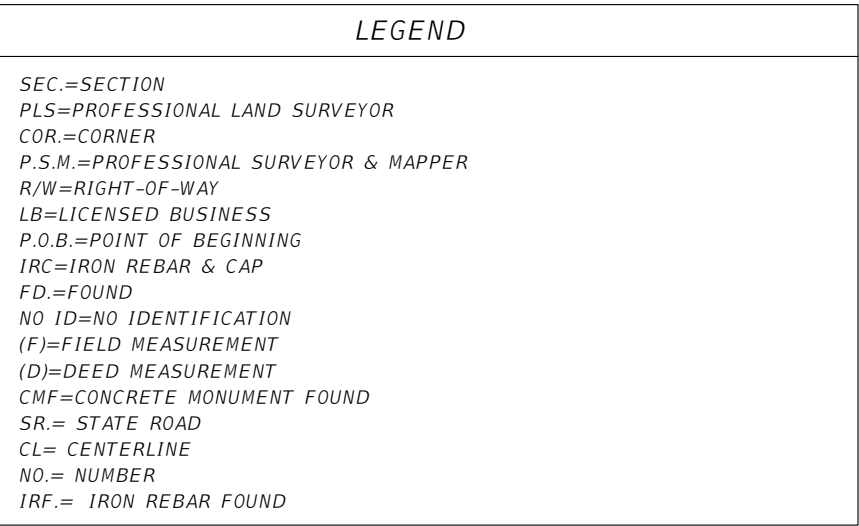 LEGEND
SEC.=SECTION
PLS=PROFESSIONAL LAND SURVEYOR
COR.=CORNER
P.S.M.=PROFESSIONAL SURVEYOR & MAPPER
R/W=RIGHT-OF-WAY
LB=LICENSED BUSINESS
P.O.B.=POINT OF BEGINNING
IRC=IRON REBAR & CAP
FD.=FOUND
NO ID=NO IDENTIFICATION
(F)=FIELD MEASUREMENT
(D)=DEED MEASUREMENT
CMF=CONCRETE MONUMENT FOUND
SR.= STATE ROAD
CL= CENTERLINE
NO.= NUMBER
IRF.= IRON REBAR FOUND